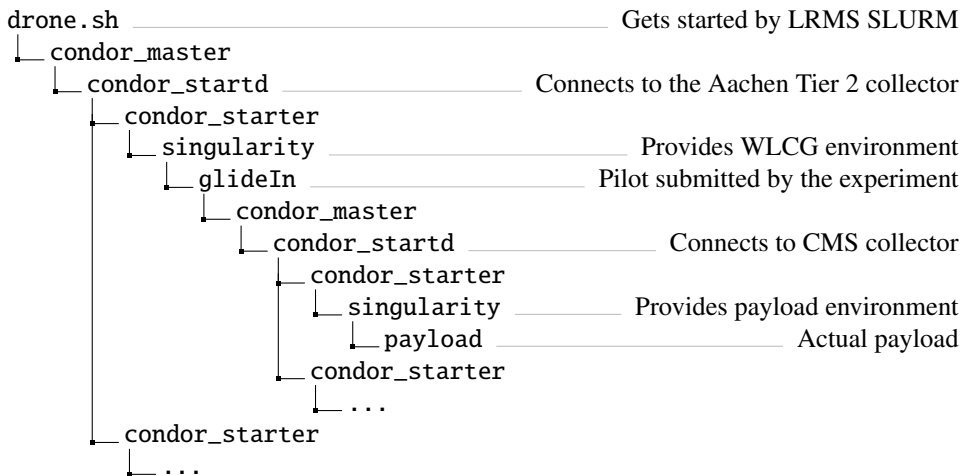 drone.sh Gets started by LRMS SLURM
condor_master
condor_startd Connects to the Aachen Tier 2 collector
condor_starter
singularity Provides WLCG environment
glideIn Pilot submitted by the experiment
condor_master
condor_startd Connects to CMS collector
condor_starter
singularity Provides payload environment
payload Actual payload
condor_starter
...
condor_starter
...